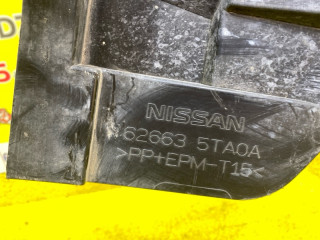 NISSAN
62663 5TA0A
>PP+EPM-T15<